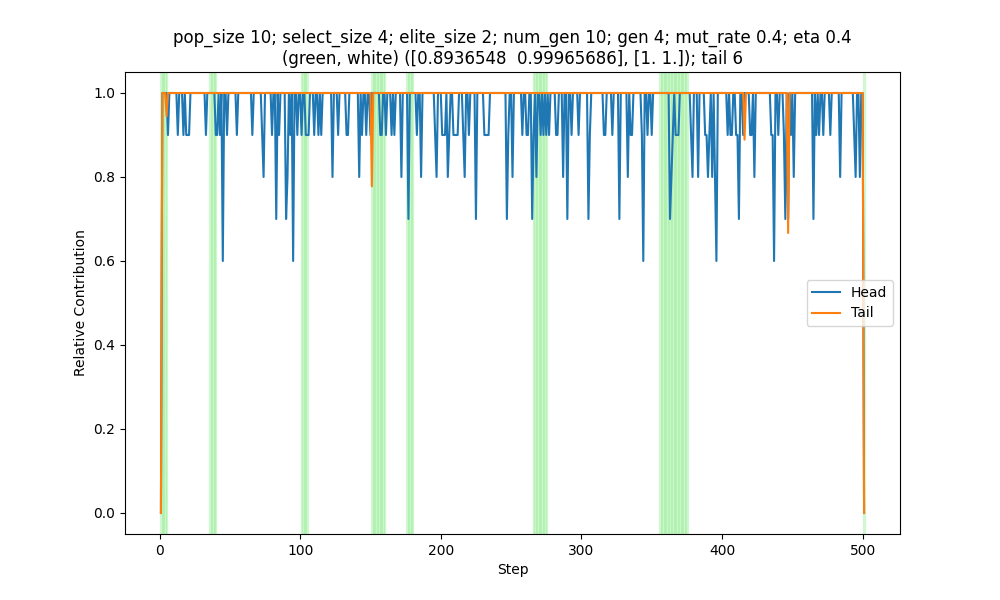 pop_size 10; select_size 4; elite_size 2; num_gen 10; gen 4; mut_rate 0.4; eta 0.4
(green, white) ([0.8936548  0.99965686], [1. 1.]); tail 6
1.0
0.8
0.6
0.4
0.2
0.0
Relative Contribution
Head
Tail
0
100
200
300
400
500
Step